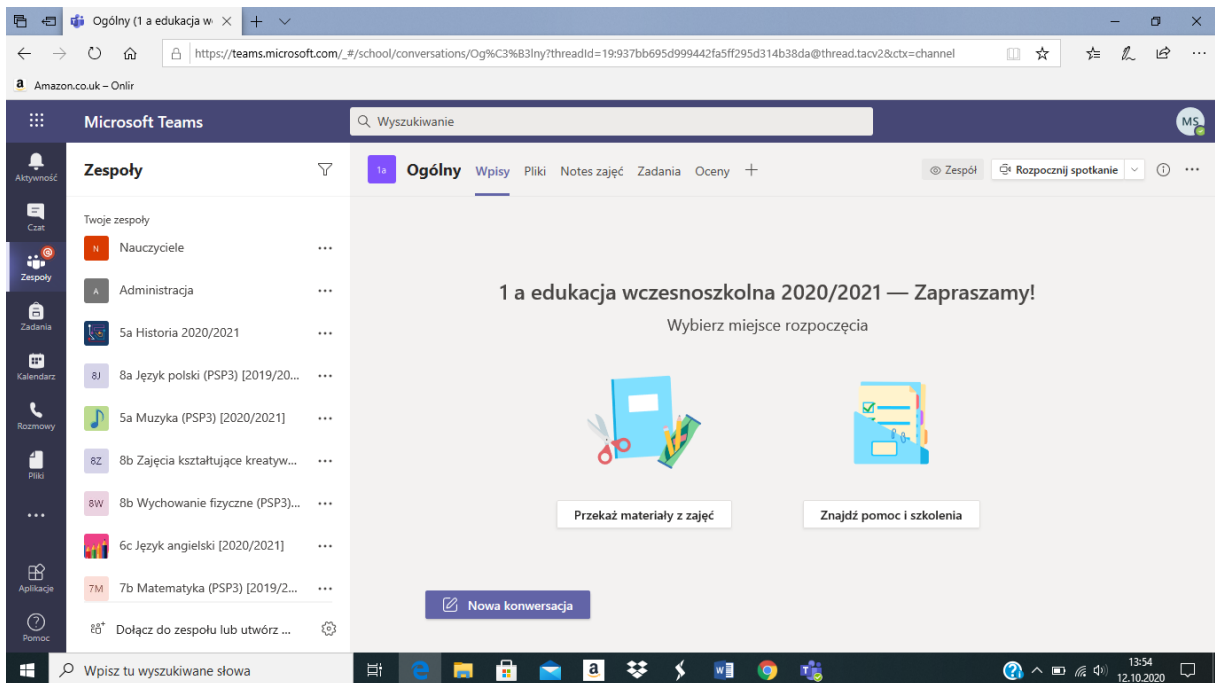 Ogólny (1 a edukacja w
https://teams.microsoft.com/_#/school/conversations/Og%C3%B3lny?threadId=19:937bb695d999442fa5ff295d314b38da@thread.tacv2&ctx=channel
a Amazon.co.uk – Onlir
Microsoft Teams
Wyszukiwanie
MS
Aktywność
Czat
Zespoły
Zadania
Kalendarz
Rozmowy
Pliki
Aplikacje
Pomoc
Zespoły
Twoje zespoły
N Nauczyciele
A Administracja
5a Historia 2020/2021
8J 8a Język polski (PSP3) [2019/20...
5a Muzyka (PSP3) [2020/2021]
8Z 8b Zajęcia kształtujące kreatyw...
8W 8b Wychowanie fizyczne (PSP3)...
6c Język angielski [2020/2021]
7M 7b Matematyka (PSP3) [2019/2...
Dołącz do zespołu lub utwórz ...
1a Ogólny Wpisy Pliki Notes zajęć Zadania Oceny
Zespół Rozpocznij spotkanie
1 a edukacja wczesnoszkolna 2020/2021 — Zapraszamy!
Wybierz miejsce rozpoczęcia
Przekaż materiały z zajęć
Znajdź pomoc i szkolenia
Nowa konwersacja
Wpisz tu wyszukiwane słowa
13:54
12.10.2020